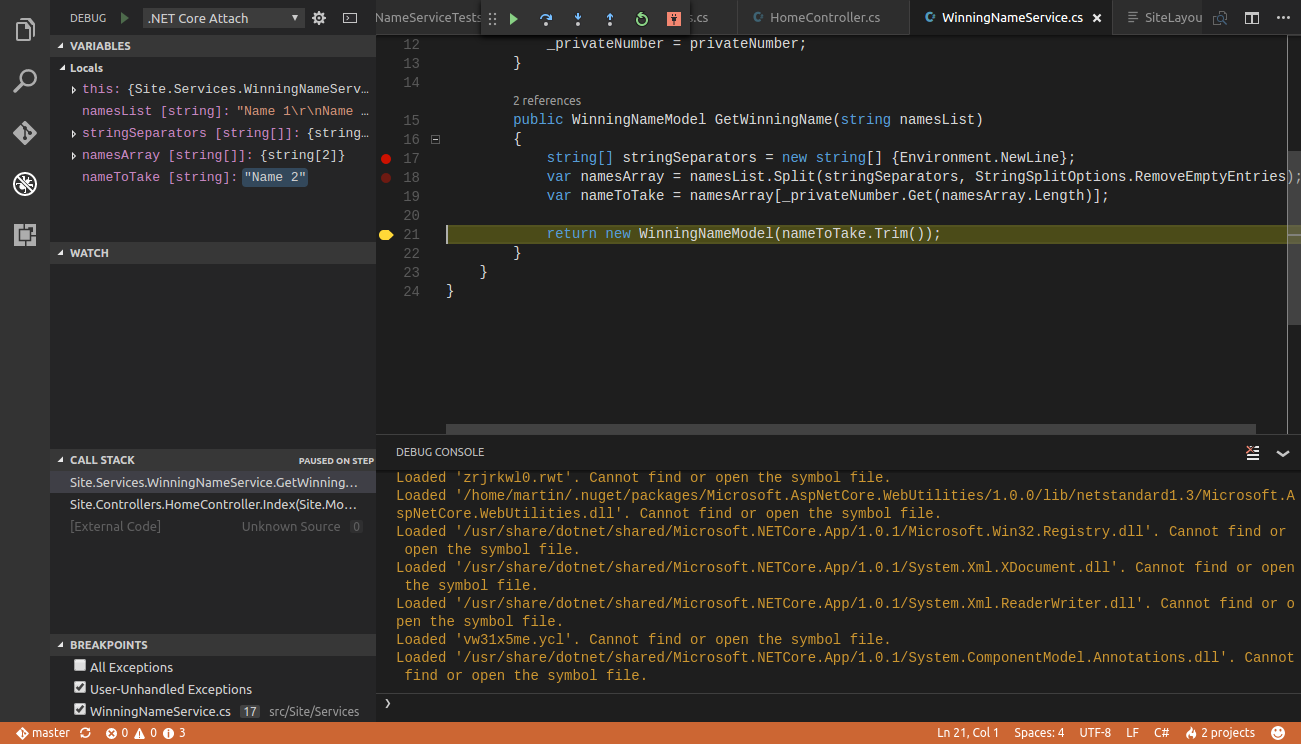 DEBUG .NET Core Attach
NameServiceTests s.cs HomeController.cs WinningNameService.cs SiteLayou
VARIABLES
Locals
this: {Site.Services.WinningNameServ…
namesList [string]: "Name 1\r\nName …
stringSeparators [string[]]: {string…
namesArray [string[]]: {string[2]}
nameToTake [string]: "Name 2"
WATCH
CALL STACK PAUSED ON STEP
Site.Services.WinningNameService.GetWinning…
Site.Controllers.HomeController.Index(Site.Mo…
[External Code] Unknown Source 0
BREAKPOINTS
All Exceptions
User-Unhandled Exceptions
WinningNameService.cs 17 src/Site/Services
12 _privateNumber = privateNumber;
13 }
14
2 references
15 public WinningNameModel GetWinningName(string namesList)
16 {
17 string[] stringSeparators = new string[] {Environment.NewLine};
18 var namesArray = namesList.Split(stringSeparators, StringSplitOptions.RemoveEmptyEntries);
19 var nameToTake = namesArray[_privateNumber.Get(namesArray.Length)];
20
21 return new WinningNameModel(nameToTake.Trim());
22 }
23 }
24 }
DEBUG CONSOLE
Loaded 'zrjrkwl0.rwt'. Cannot find or open the symbol file.
Loaded '/home/martin/.nuget/packages/Microsoft.AspNetCore.WebUtilities/1.0.0/lib/netstandard1.3/Microsoft.A
spNetCore.WebUtilities.dll'. Cannot find or open the symbol file.
Loaded '/usr/share/dotnet/shared/Microsoft.NETCore.App/1.0.1/Microsoft.Win32.Registry.dll'. Cannot find or
open the symbol file.
Loaded '/usr/share/dotnet/shared/Microsoft.NETCore.App/1.0.1/System.Xml.XDocument.dll'. Cannot find or open
the symbol file.
Loaded '/usr/share/dotnet/shared/Microsoft.NETCore.App/1.0.1/System.Xml.ReaderWriter.dll'. Cannot find or o
pen the symbol file.
Loaded 'vw31x5me.ycl'. Cannot find or open the symbol file.
Loaded '/usr/share/dotnet/shared/Microsoft.NETCore.App/1.0.1/System.ComponentModel.Annotations.dll'. Cannot
find or open the symbol file.
❯
master 0 0 3 Ln 21, Col 1 Spaces: 4 UTF-8 LF C# 2 projects